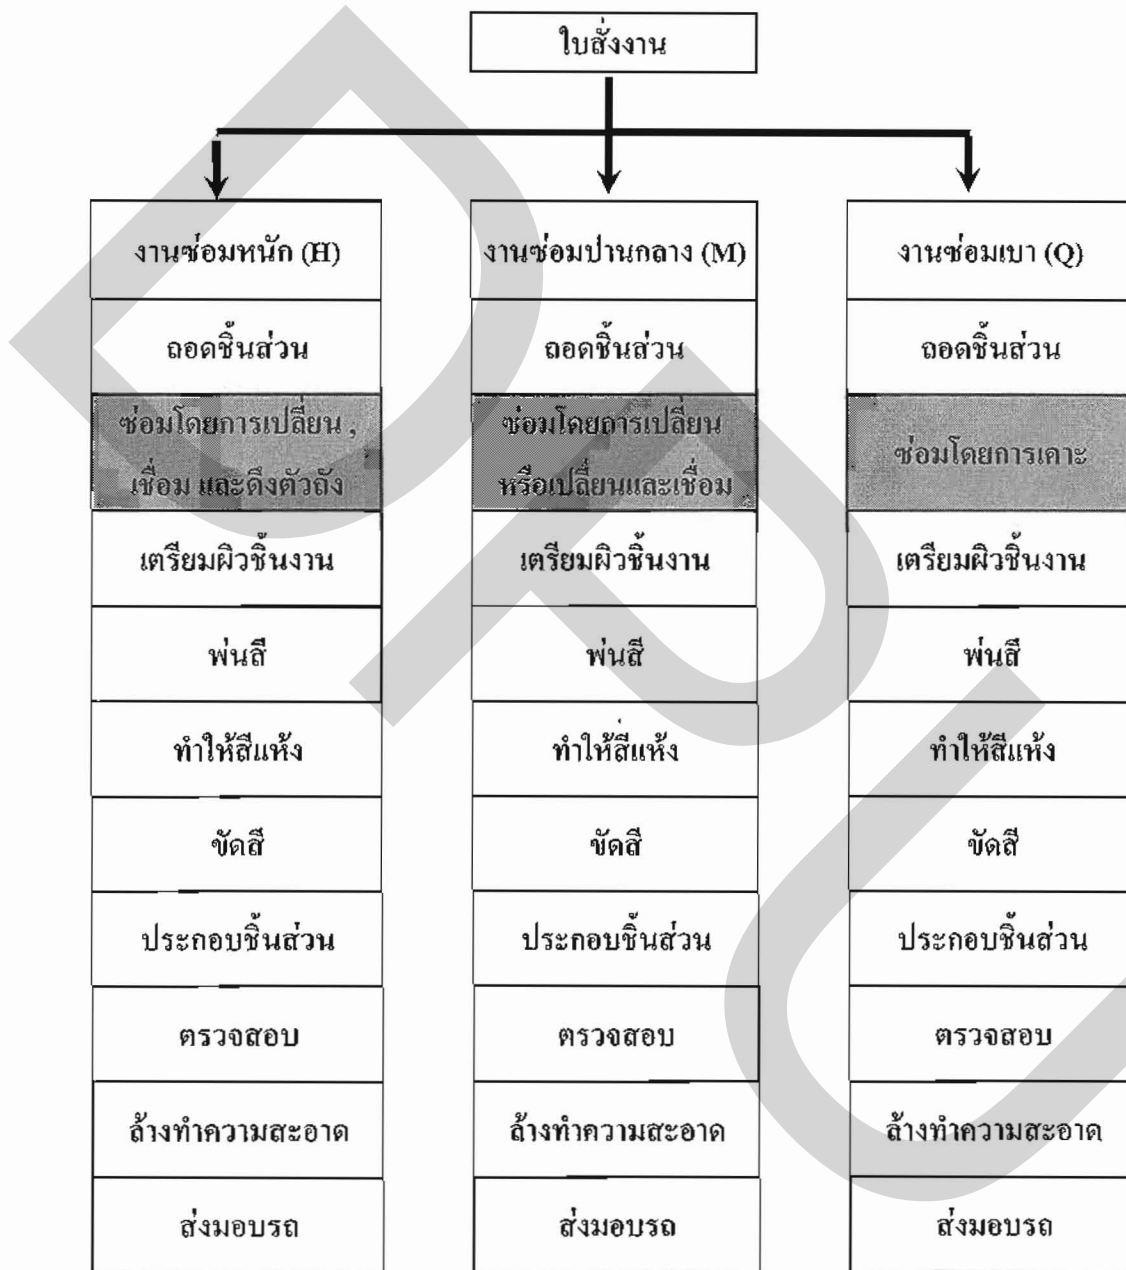 ใบสั่งงาน
งานซ่อมหนัก (H)
ถอดชิ้นส่วน
ซ่อมโดยการเปลี่ยน ,
เชื่อม และดึงตัวถัง
เตรียมผิวชิ้นงาน
พ่นสี
ทำให้สีแห้ง
ขัดสี
ประกอบชิ้นส่วน
ตรวจสอบ
ล้างทำความสะอาด
ส่งมอบรถ
งานซ่อมปานกลาง (M)
ถอดชิ้นส่วน
ซ่อมโดยการเปลี่ยน
หรือเปลี่ยนและเชื่อม
เตรียมผิวชิ้นงาน
พ่นสี
ทำให้สีแห้ง
ขัดสี
ประกอบชิ้นส่วน
ตรวจสอบ
ล้างทำความสะอาด
ส่งมอบรถ
งานซ่อมเบา (Q)
ถอดชิ้นส่วน
ซ่อมโดยการเคาะ
เตรียมผิวชิ้นงาน
พ่นสี
ทำให้สีแห้ง
ขัดสี
ประกอบชิ้นส่วน
ตรวจสอบ
ล้างทำความสะอาด
ส่งมอบรถ
DPU